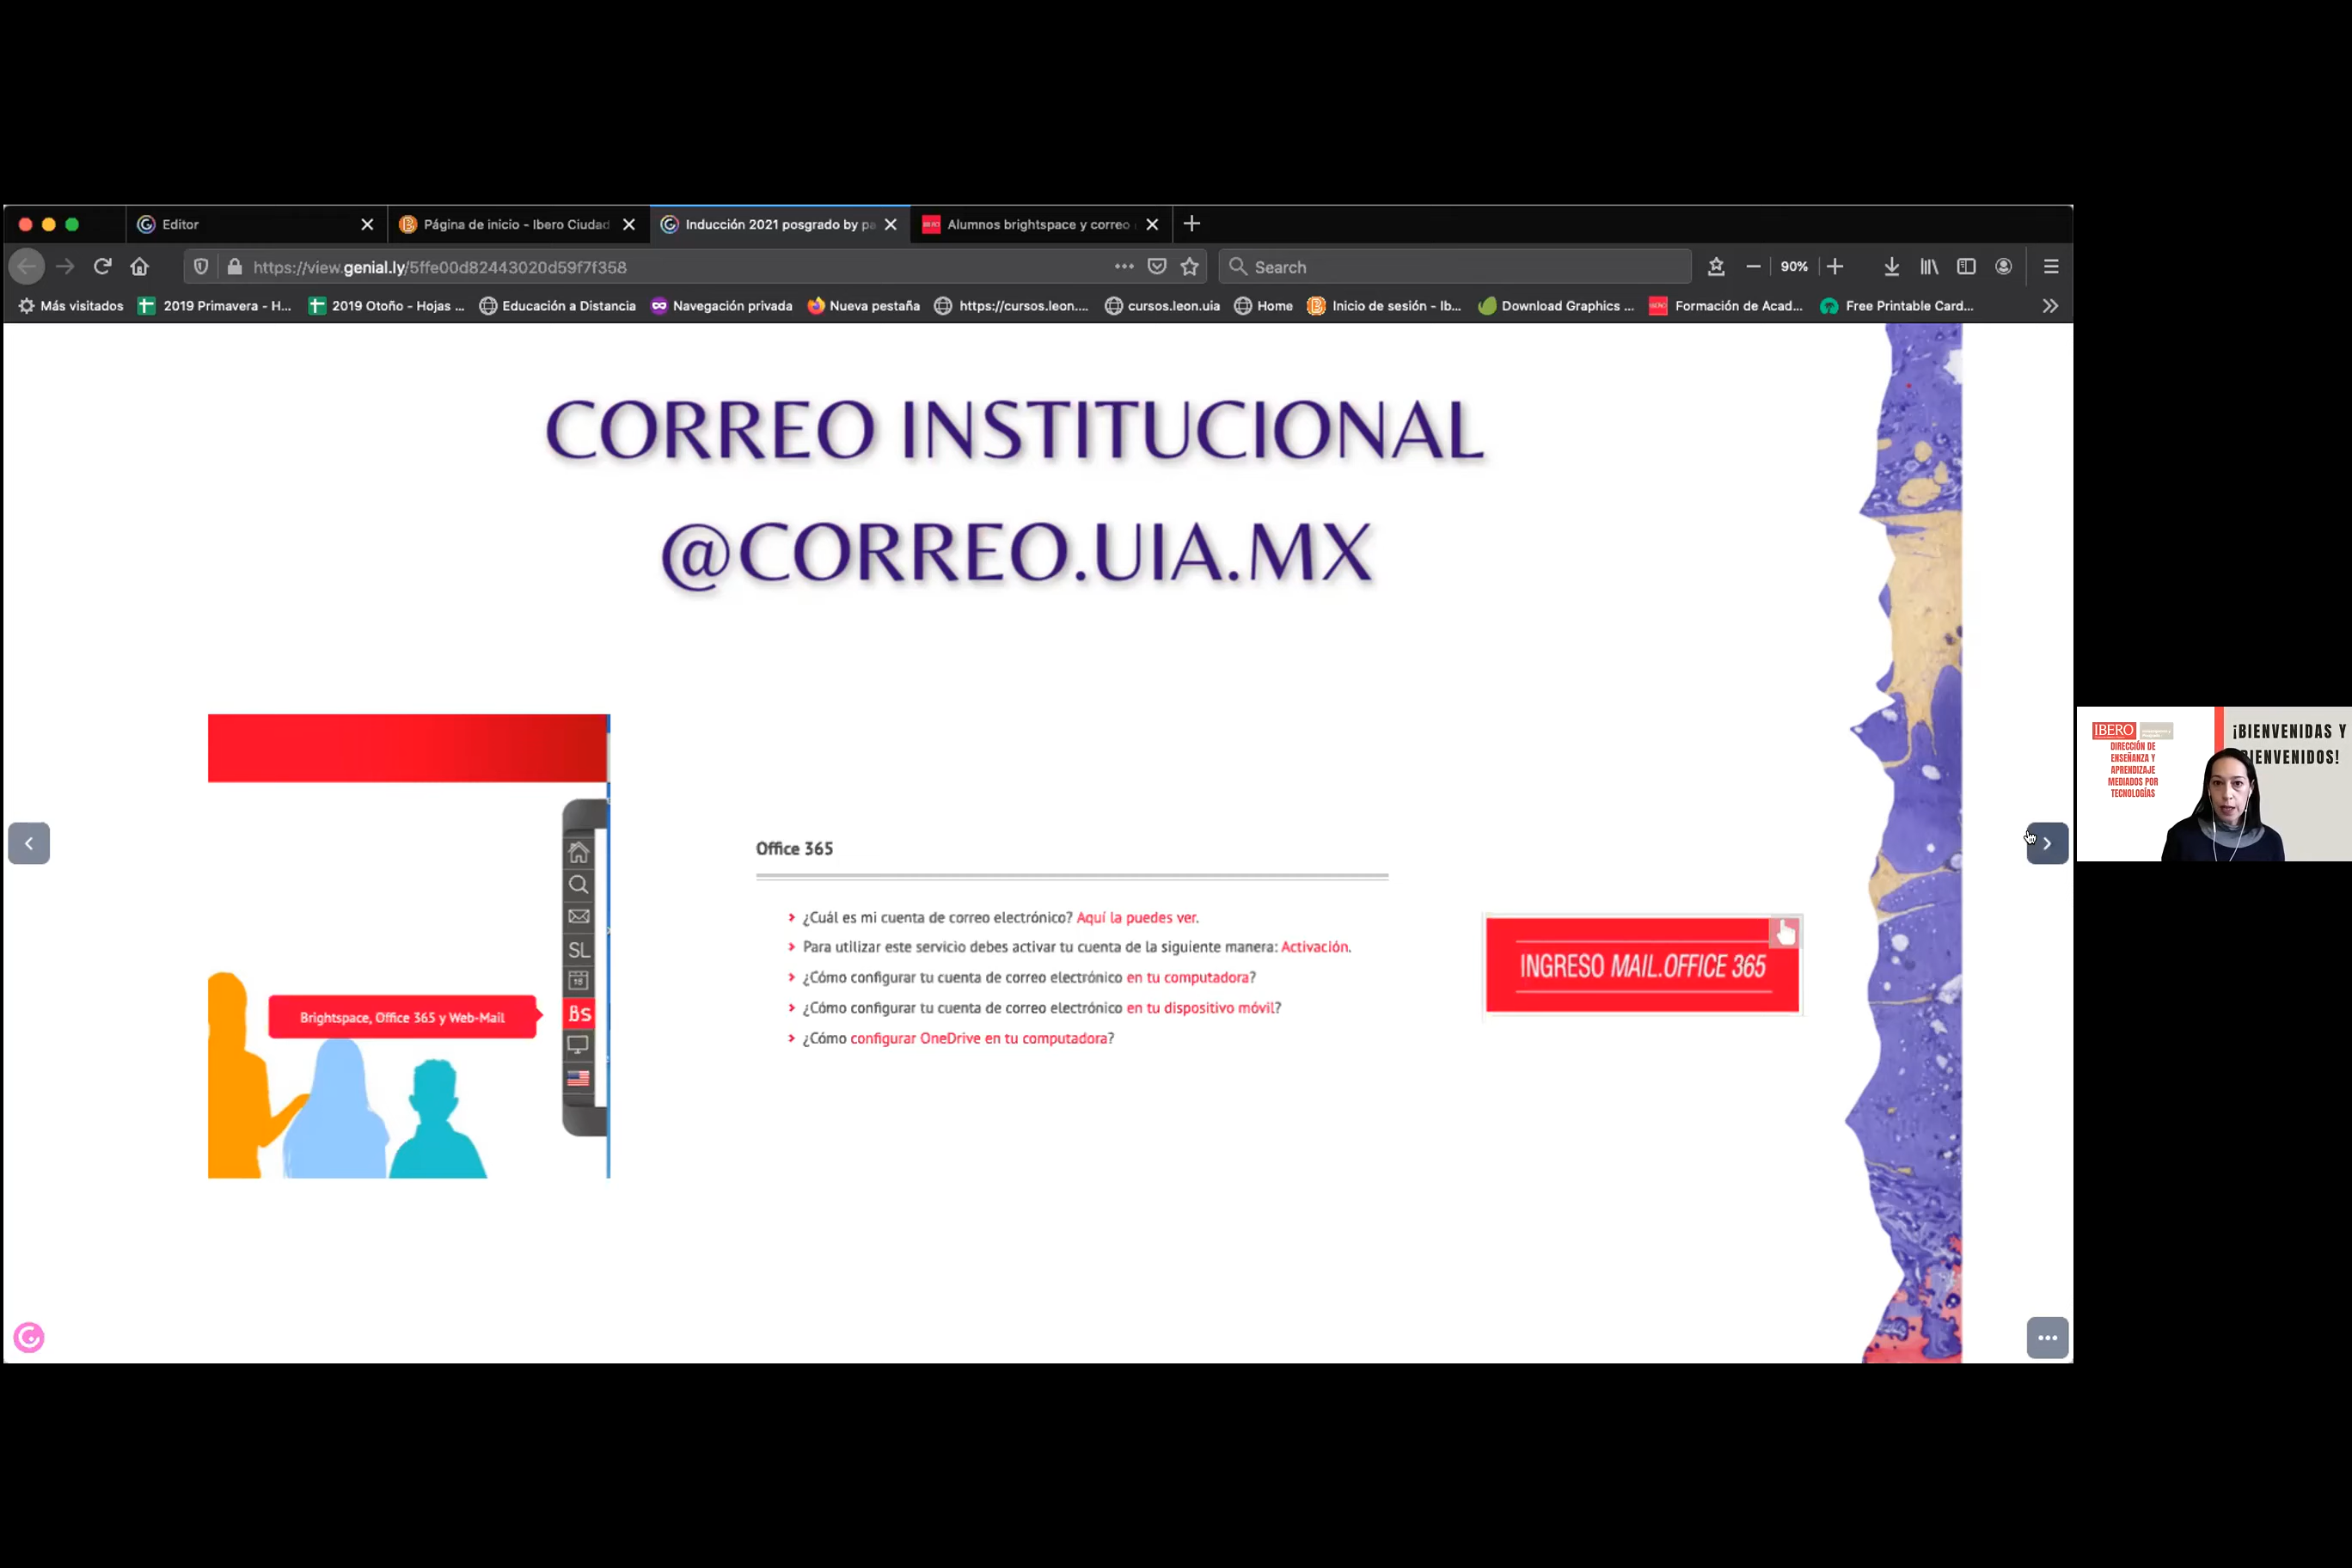 Editor
Página de inicio - Ibero Ciudad
Inducción 2021 posgrado by pa
Alumnos brightspace y correo
https://view.genial.ly/5ffe00d82443020d59f7f358
Search
90%
Más visitados
2019 Primavera - H...
2019 Otoño - Hojas ...
Educación a Distancia
Navegación privada
Nueva pestaña
https://cursos.leon....
cursos.leon.uia
Home
Inicio de sesión - Ib...
Download Graphics ...
Formación de Acad...
Free Printable Card...
CORREO INSTITUCIONAL
@CORREO.UIA.MX
SL
Brightspace, Office 365 y Web-Mail
Bs
Office 365
¿Cuál es mi cuenta de correo electrónico? Aquí la puedes ver.
Para utilizar este servicio debes activar tu cuenta de la siguiente manera: Activación.
¿Cómo configurar tu cuenta de correo electrónico en tu computadora?
¿Cómo configurar tu cuenta de correo electrónico en tu dispositivo móvil?
¿Cómo configurar OneDrive en tu computadora?
INGRESO MAIL.OFFICE 365
IBERO
DIRECCIÓN DE
ENSEÑANZA Y
APRENDIZAJE
MEDIADOS POR
TECNOLOGÍAS
¡BIENVENIDAS Y
BIENVENIDOS!